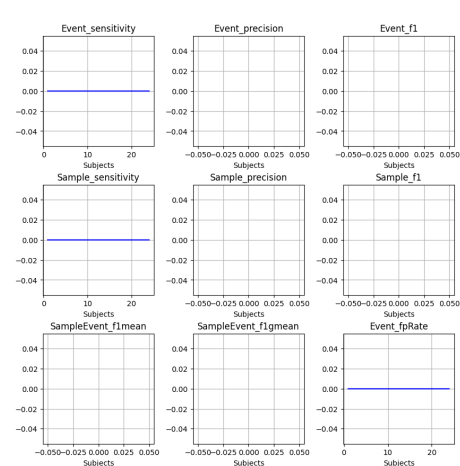 Event_sensitivity Event_precision Event_f1
0.04 0.04 0.04
0.02 0.02 0.02
0.00 0.00 0.00
−0.02 −0.02 −0.02
−0.04 −0.04 −0.04
0 10 20 −0.050−0.025 0.000 0.025 0.050 −0.050−0.025 0.000 0.025 0.050
Subjects Subjects Subjects
Sample_sensitivity Sample_precision Sample_f1
0.04 0.04 0.04
0.02 0.02 0.02
0.00 0.00 0.00
−0.02 −0.02 −0.02
−0.04 −0.04 −0.04
0 10 20 −0.050−0.025 0.000 0.025 0.050 −0.050−0.025 0.000 0.025 0.050
Subjects Subjects Subjects
SampleEvent_f1mean SampleEvent_f1gmean Event_fpRate
0.04 0.04 0.04
0.02 0.02 0.02
0.00 0.00 0.00
−0.02 −0.02 −0.02
−0.04 −0.04 −0.04
−0.050−0.025 0.000 0.025 0.050 −0.050−0.025 0.000 0.025 0.050 0 10 20
Subjects Subjects Subjects